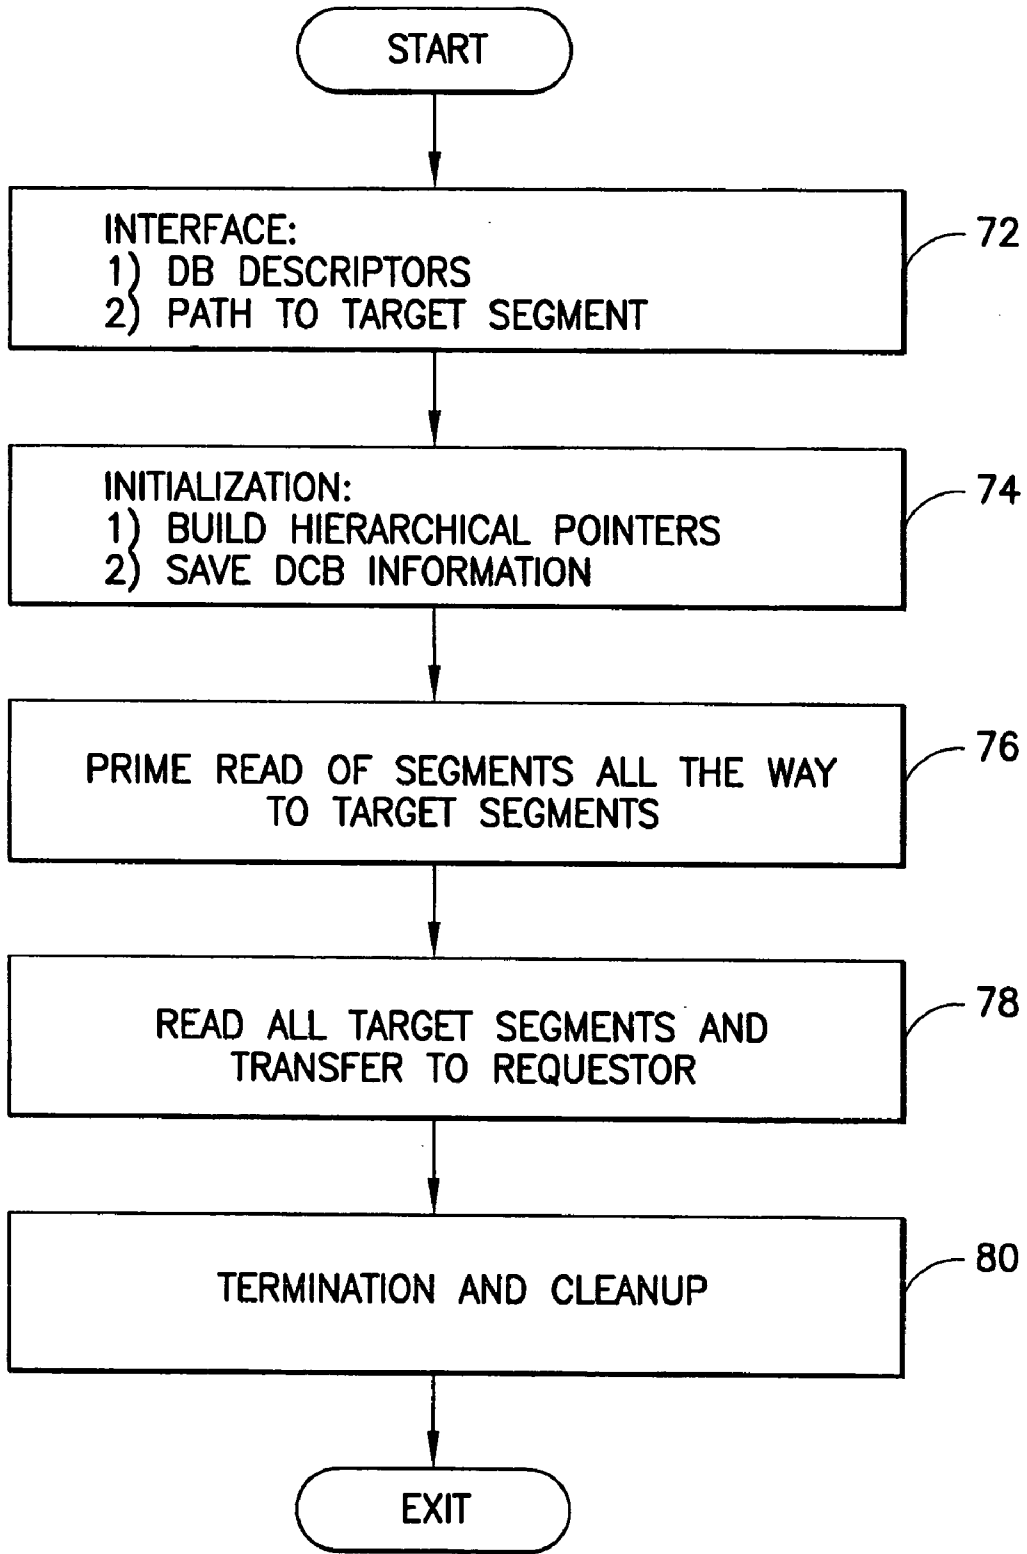 START
INTERFACE:
1) DB DESCRIPTORS
2) PATH TO TARGET SEGMENT
72
INITIALIZATION:
1) BUILD HIERARCHICAL POINTERS
2) SAVE DCB INFORMATION
74
PRIME READ OF SEGMENTS ALL THE WAY
TO TARGET SEGMENTS
76
READ ALL TARGET SEGMENTS AND
TRANSFER TO REQUESTOR
78
TERMINATION AND CLEANUP
80
EXIT